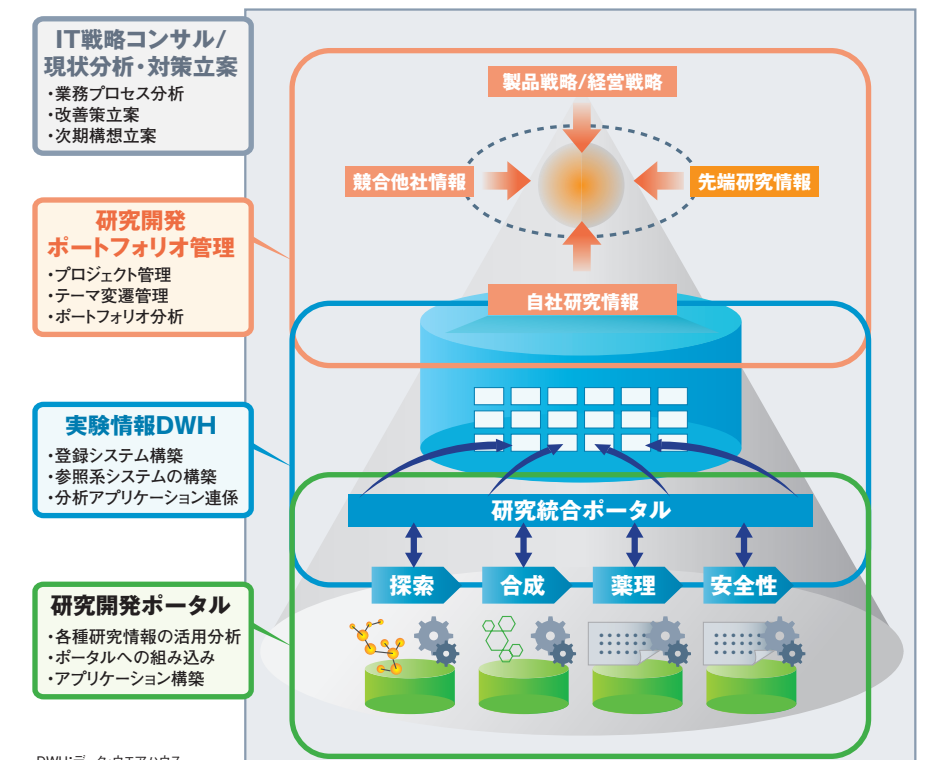 IT戦略コンサル/
現状分析・対策立案
・業務プロセス分析
・改善策立案
・次期構想立案
研究開発
ポートフォリオ管理
・プロジェクト管理
・テーマ変遷管理
・ポートフォリオ分析
実験情報DWH
・登録システム構築
・参照系システムの構築
・分析アプリケーション連係
研究開発ポータル
・各種研究情報の活用分析
・ポータルへの組み込み
・アプリケーション構築
製品戦略/経営戦略
競合他社情報
先端研究情報
自社研究情報
研究統合ポータル
探索
合成
薬理
安全性
DWH:データ・ウエアハウス